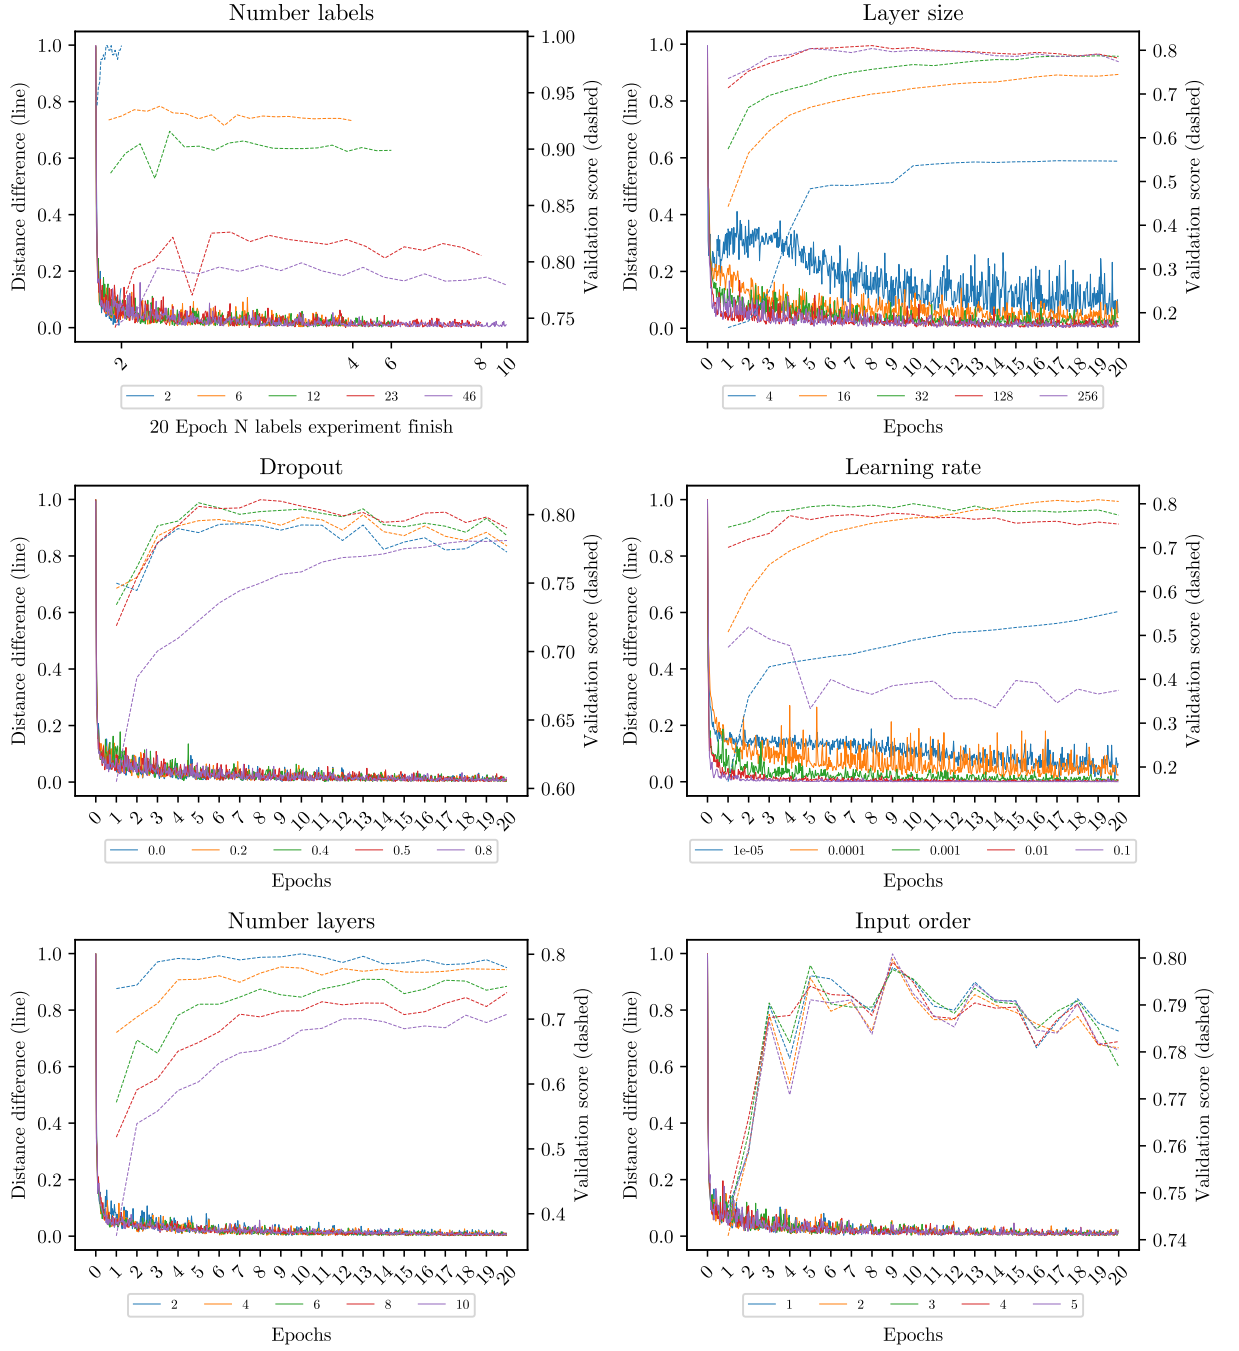 Number labels
Distance difference (line)
1.0
0.8
0.6
0.4
0.2
0.0
1.00
0.95
0.90
0.85
0.80
0.75
Validation score (dashed)
2 4 6 8 10
2 6 12 23 46
20 Epoch N labels experiment finish
Layer size
Distance difference (line)
1.0
0.8
0.6
0.4
0.2
0.0
0.8
0.7
0.6
0.5
0.4
0.3
0.2
Validation score (dashed)
0 1 2 3 4 5 6 7 8 9 10 11 12 13 14 15 16 17 18 19 20
4 16 32 128 256
Epochs
Dropout
Distance difference (line)
1.0
0.8
0.6
0.4
0.2
0.0
0.80
0.75
0.70
0.65
0.60
Validation score (dashed)
0 1 2 3 4 5 6 7 8 9 10 11 12 13 14 15 16 17 18 19 20
0.0 0.2 0.4 0.5 0.8
Epochs
Learning rate
Distance difference (line)
1.0
0.8
0.6
0.4
0.2
0.0
0.8
0.7
0.6
0.5
0.4
0.3
0.2
Validation score (dashed)
0 1 2 3 4 5 6 7 8 9 10 11 12 13 14 15 16 17 18 19 20
1e-05 0.0001 0.001 0.01 0.1
Epochs
Number layers
Distance difference (line)
1.0
0.8
0.6
0.4
0.2
0.0
0.8
0.7
0.6
0.5
0.4
Validation score (dashed)
0 1 2 3 4 5 6 7 8 9 10 11 12 13 14 15 16 17 18 19 20
2 4 6 8 10
Epochs
Input order
Distance difference (line)
1.0
0.8
0.6
0.4
0.2
0.0
0.80
0.79
0.78
0.77
0.76
0.75
0.74
Validation score (dashed)
0 1 2 3 4 5 6 7 8 9 10 11 12 13 14 15 16 17 18 19 20
1 2 3 4 5
Epochs